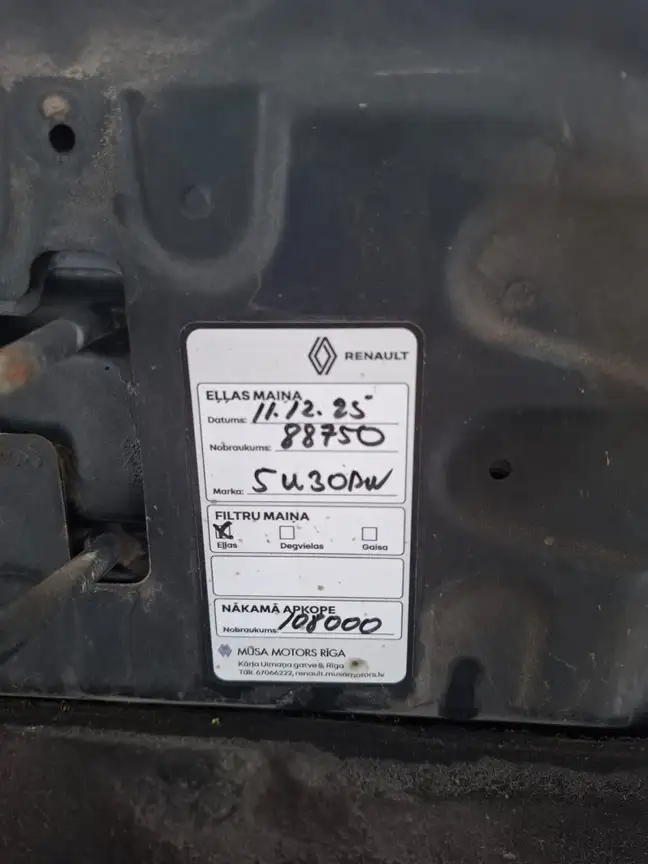 RENAULT
EĻĻAS MAIŅA
Datums: 11.12.25
Nobraukums: 88750
Marka: 5W30DW
FILTRU MAIŅA
Eļļas Degvielas Gaisa
NĀKAMĀ APKOPE
Nobraukums: 108000
MŪSA MOTORS RĪGA
Kārļa Ulmaņa gatve 8, Rīga
Tālr. 67066222, renault.musamotors.lv